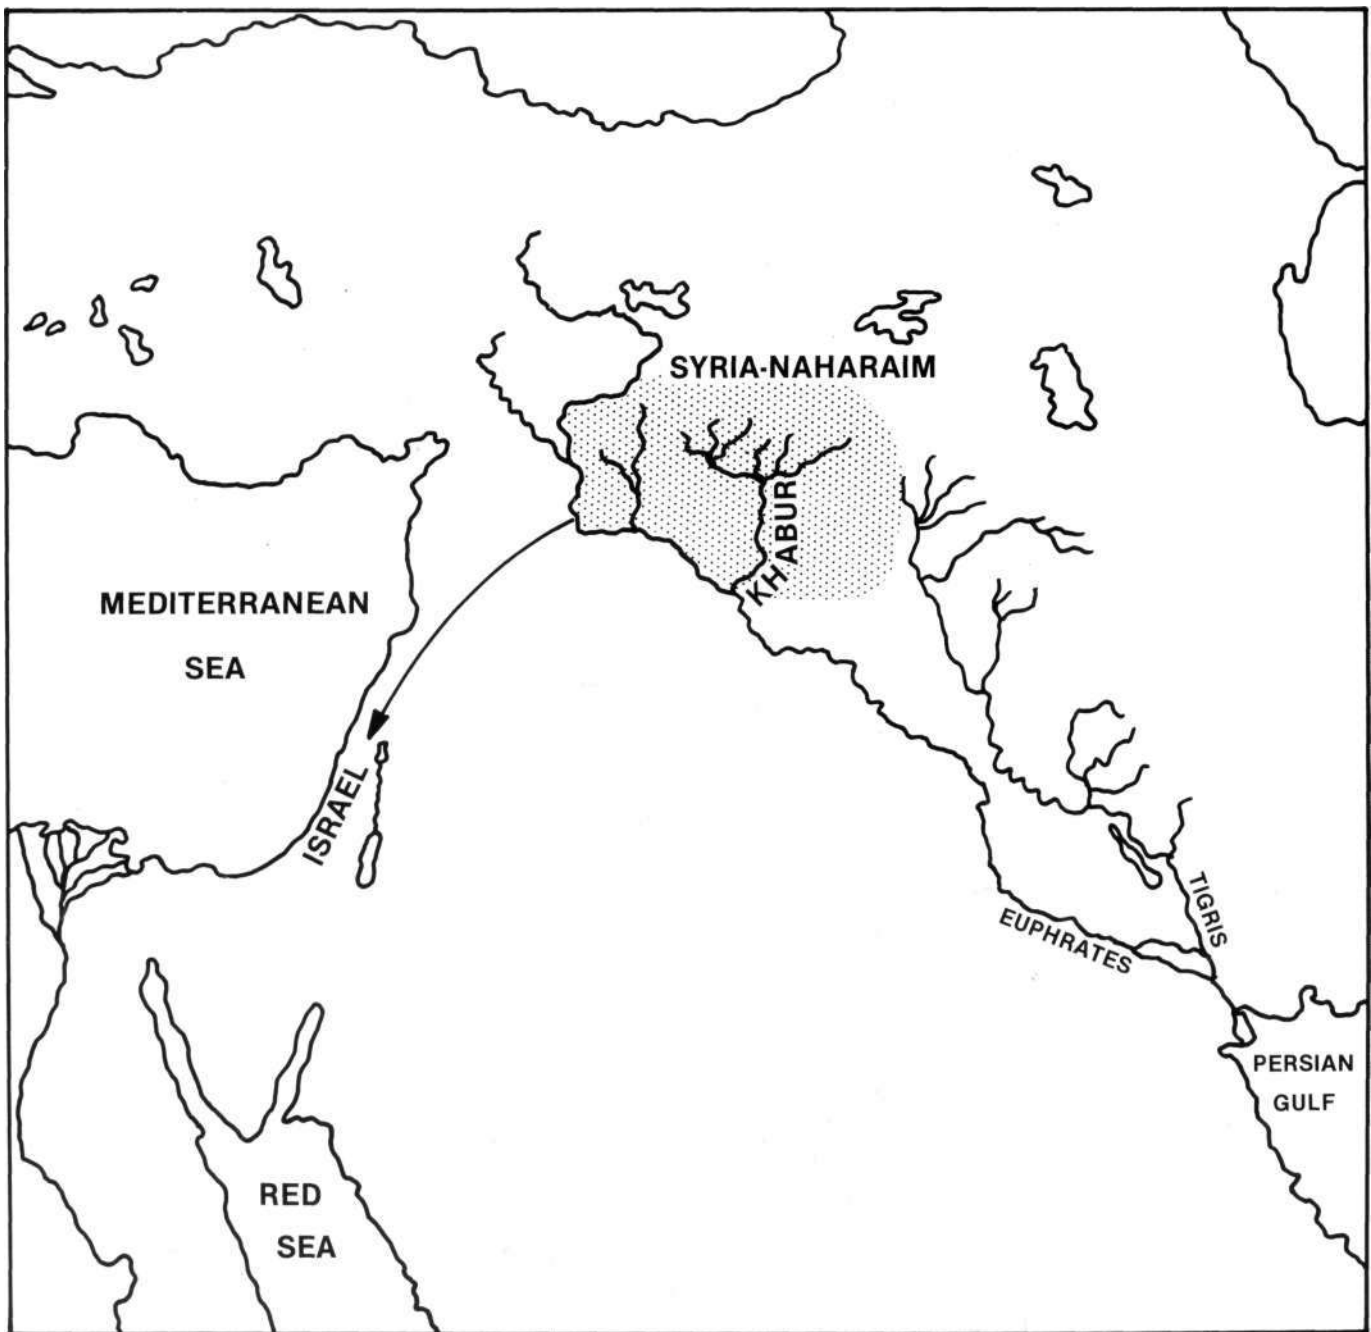 SYRIA-NAHARAIM
KHABUR
MEDITERRANEAN
SEA
ISRAEL
TIGRIS
EUPHRATES
PERSIAN
GULF
RED
SEA